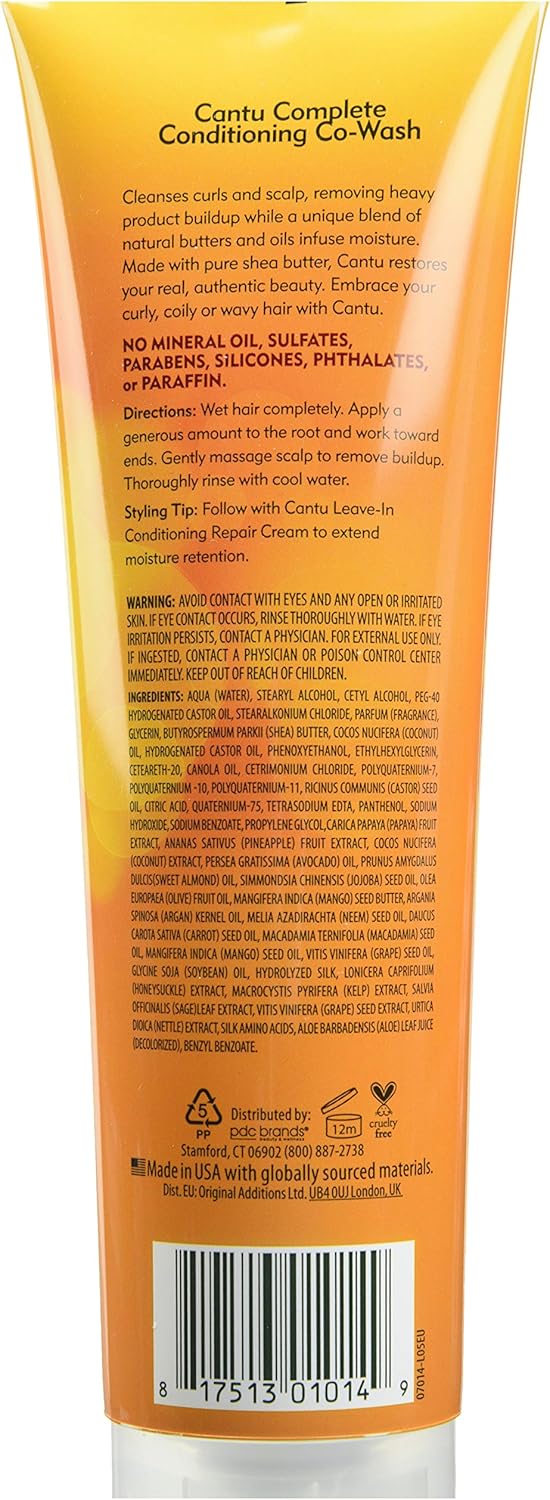 Cantu Complete
Conditioning Co-Wash
Cleanses curls and scalp, removing heavy
product buildup while a unique blend of
natural butters and oils infuse moisture.
Made with pure shea butter, Cantu restores
your real, authentic beauty. Embrace your
curly, coily or wavy hair with Cantu.
NO MINERAL OIL, SULFATES,
PARABENS, SiLICONES, PHTHALATES,
or PARAFFIN.
Directions: Wet hair completely. Apply a
generous amount to the root and work toward
ends. Gently massage scalp to remove buildup.
Thoroughly rinse with cool water.
Styling Tip: Follow with Cantu Leave-In
Conditioning Repair Cream to extend
moisture retention.
WARNING: AVOID CONTACT WITH EYES AND ANY OPEN OR IRRITATED
SKIN. IF EYE CONTACT OCCURS, RINSE THOROUGHLY WITH WATER. IF EYE
IRRITATION PERSISTS, CONTACT A PHYSICIAN. FOR EXTERNAL USE ONLY.
IF INGESTED, CONTACT A PHYSICIAN OR POISON CONTROL CENTER
IMMEDIATELY. KEEP OUT OF REACH OF CHILDREN.
INGREDIENTS: AQUA (WATER), STEARYL ALCOHOL, CETYL ALCOHOL, PEG-40
HYDROGENATED CASTOR OIL, STEARALKONIUM CHLORIDE, PARFUM (FRAGRANCE),
GLYCERIN, BUTYROSPERMUM PARKII (SHEA) BUTTER, COCOS NUCIFERA (COCONUT)
OIL, HYDROGENATED CASTOR OIL, PHENOXYETHANOL, ETHYLHEXYLGLYCERIN,
CETEARETH-20, CANOLA OIL, CETRIMONIUM CHLORIDE, POLYQUATERNIUM-7,
POLYQUATERNIUM -10, POLYQUATERNIUM-11, RICINUS COMMUNIS (CASTOR) SEED
OIL, CITRIC ACID, QUATERNIUM-75, TETRASODIUM EDTA, PANTHENOL, SODIUM
HYDROXIDE, SODIUM BENZOATE, PROPYLENE GLYCOL, CARICA PAPAYA (PAPAYA) FRUIT
EXTRACT, ANANAS SATIVUS (PINEAPPLE) FRUIT EXTRACT, COCOS NUCIFERA
(COCONUT) EXTRACT, PERSEA GRATISSIMA (AVOCADO) OIL, PRUNUS AMYGDALUS
DULCIS(SWEET ALMOND) OIL, SIMMONDSIA CHINENSIS (JOJOBA) SEED OIL, OLEA
EUROPAEA (OLIVE) FRUIT OIL, MANGIFERA INDICA (MANGO) SEED BUTTER, ARGANIA
SPINOSA (ARGAN) KERNEL OIL, MELIA AZADIRACHTA (NEEM) SEED OIL, DAUCUS
CAROTA SATIVA (CARROT) SEED OIL, MACADAMIA TERNIFOLIA (MACADAMIA) SEED
OIL, MANGIFERA INDICA (MANGO) SEED OIL, VITIS VINIFERA (GRAPE) SEED OIL,
GLYCINE SOJA (SOYBEAN) OIL, HYDROLYZED SILK, LONICERA CAPRIFOLIUM
(HONEYSUCKLE) EXTRACT, MACROCYSTIS PYRIFERA (KELP) EXTRACT, SALVIA
OFFICINALIS (SAGE)LEAF EXTRACT, VITIS VINIFERA (GRAPE) SEED EXTRACT, URTICA
DIOICA (NETTLE) EXTRACT, SILK AMINO ACIDS, ALOE BARBADENSIS (ALOE) LEAF JUICE
(DECOLORIZED), BENZYL BENZOATE.
5
PP
Distributed by:
pdc brands®
beauty & wellness
12m
cruelty
free
Stamford, CT 06902 (800) 887-2738
Made in USA with globally sourced materials.
Dist. EU: Original Additions Ltd. UB4 0UJ London, UK
8 17513 01014 9
07014-L05EU